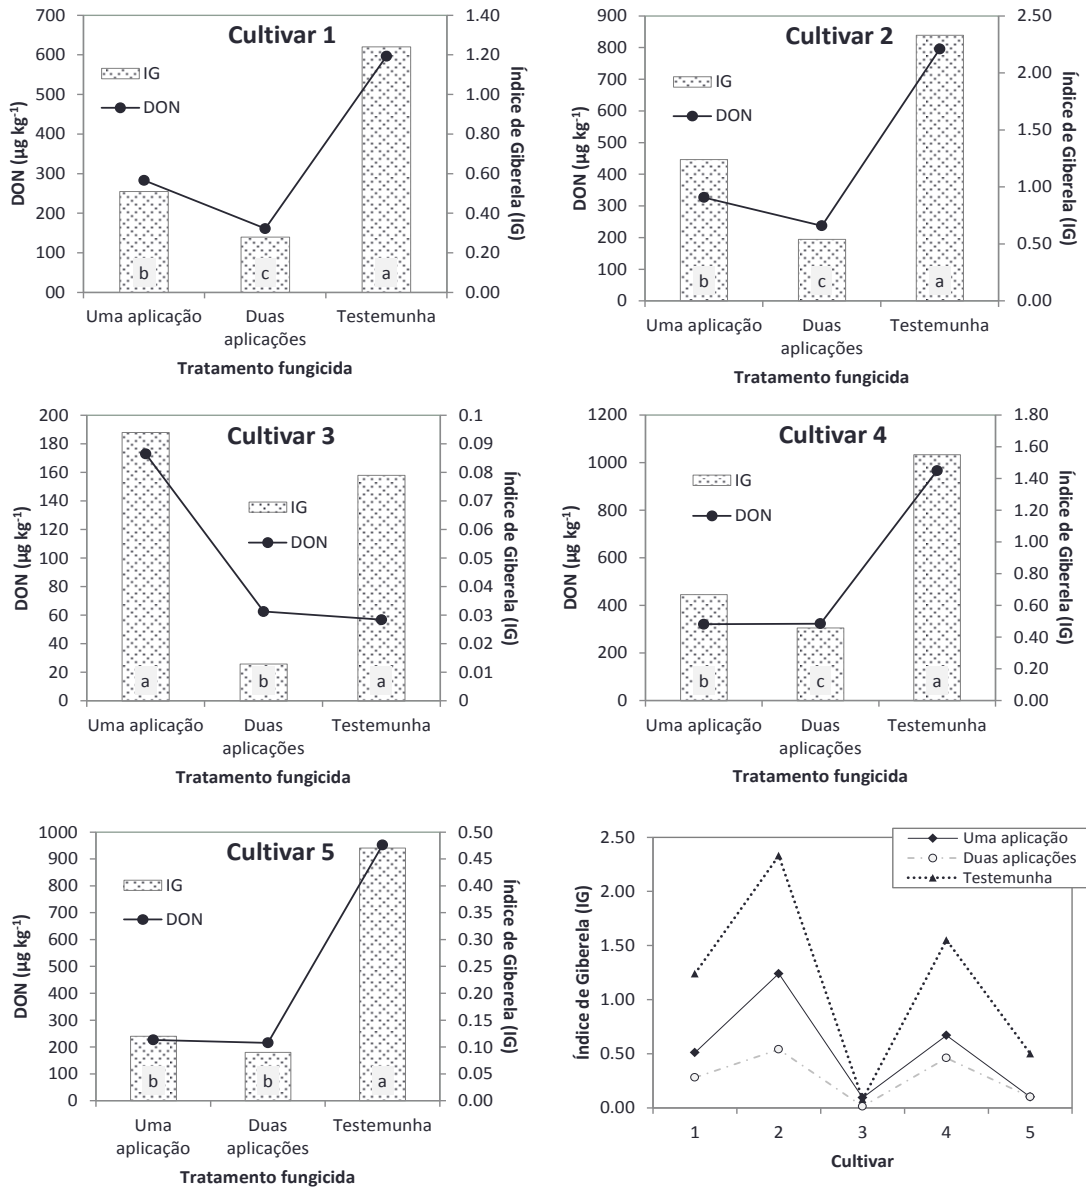 Cultivar 1
DON (µg kg-1)
700
600
500
400
300
200
100
00
1.40
1.20
1.00
0.80
0.60
0.40
0.20
0.00
Índice de Giberela (IG)
IG
DON
b
c
a
Uma aplicação
Duas
aplicações
Testemunha
Tratamento fungicida
Cultivar 2
DON (µg kg-1)
900
800
700
600
500
400
300
200
100
0
2.50
2.00
1.50
1.00
0.50
0.00
Índice de Giberela (IG)
IG
DON
b
c
a
Uma aplicação
Duas
aplicações
Testemunha
Tratamento fungicida
Cultivar 3
DON (µg kg-1)
200
180
160
140
120
100
80
60
40
20
0
0.1
0.09
0.08
0.07
0.06
0.05
0.04
0.03
0.02
0.01
0
Índice de Giberela (IG)
IG
DON
a
b
a
Uma aplicação
Duas
aplicações
Testemunha
Tratamento fungicida
Cultivar 4
DON (µg kg-1)
1200
1000
800
600
400
200
0
1.80
1.60
1.40
1.20
1.00
0.80
0.60
0.40
0.20
0.00
Índice de Giberela (IG)
IG
DON
b
c
a
Uma aplicação
Duas
aplicações
Testemunha
Tratamento fungicida
Cultivar 5
DON (µg kg-1)
1000
900
800
700
600
500
400
300
200
100
0
0.50
0.45
0.40
0.35
0.30
0.25
0.20
0.15
0.10
0.05
0.00
Índice de Giberela (IG)
IG
DON
b
b
a
Uma
aplicação
Duas
aplicações
Testemunha
Tratamento fungicida
Uma aplicação
Duas aplicações
Testemunha
Índice de Giberela (IG)
2.50
2.00
1.50
1.00
0.50
0.00
1
2
3
4
5
Cultivar